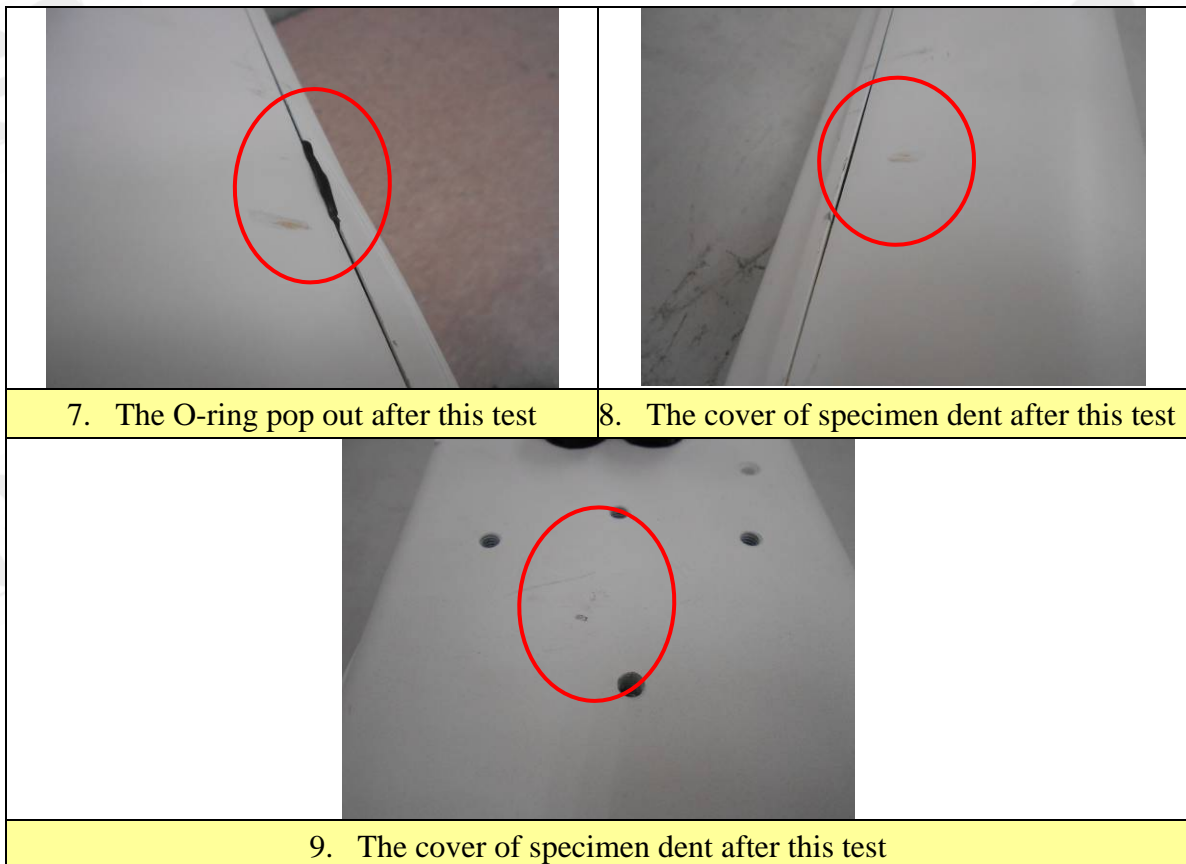 7. The O-ring pop out after this test
8. The cover of specimen dent after this test
9. The cover of specimen dent after this test